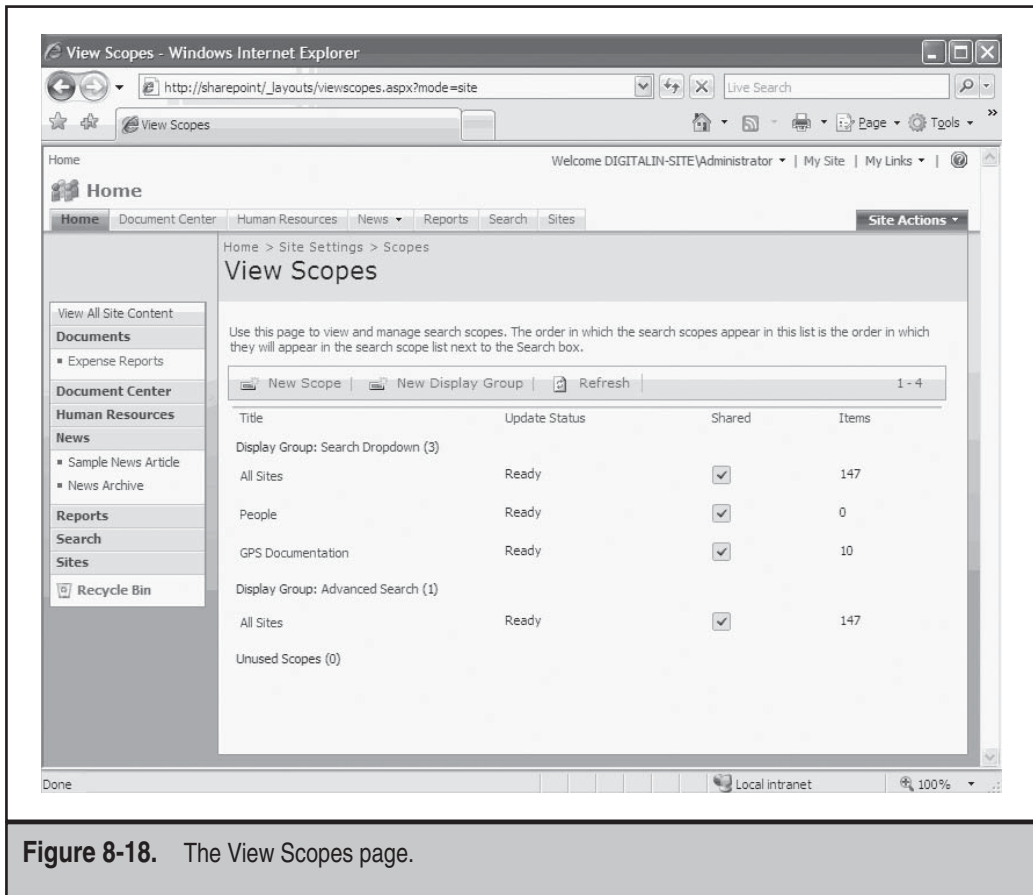 View Scopes - Windows Internet Explorer
http://sharepoint/_layouts/viewscopes.aspx?mode=site
Live Search
View Scopes
Page
Tools
»
Home
Welcome DIGITALIN-SITE\Administrator | My Site | My Links |
Home
Home Document Center Human Resources News Reports Search Sites
Site Actions
Home > Site Settings > Scopes
View Scopes
View All Site Content
Documents
Expense Reports
Document Center
Human Resources
News
Sample News Article
News Archive
Reports
Search
Sites
Recycle Bin
Use this page to view and manage search scopes. The order in which the search scopes appear in this list is the order in which
they will appear in the search scope list next to the Search box.
New Scope | New Display Group | Refresh | 1 - 4
Title Update Status Shared Items
Display Group: Search Dropdown (3)
All Sites Ready 147
People Ready 0
GPS Documentation Ready 10
Display Group: Advanced Search (1)
All Sites Ready 147
Unused Scopes (0)
Done
Local intranet
100%
Figure 8-18. The View Scopes page.